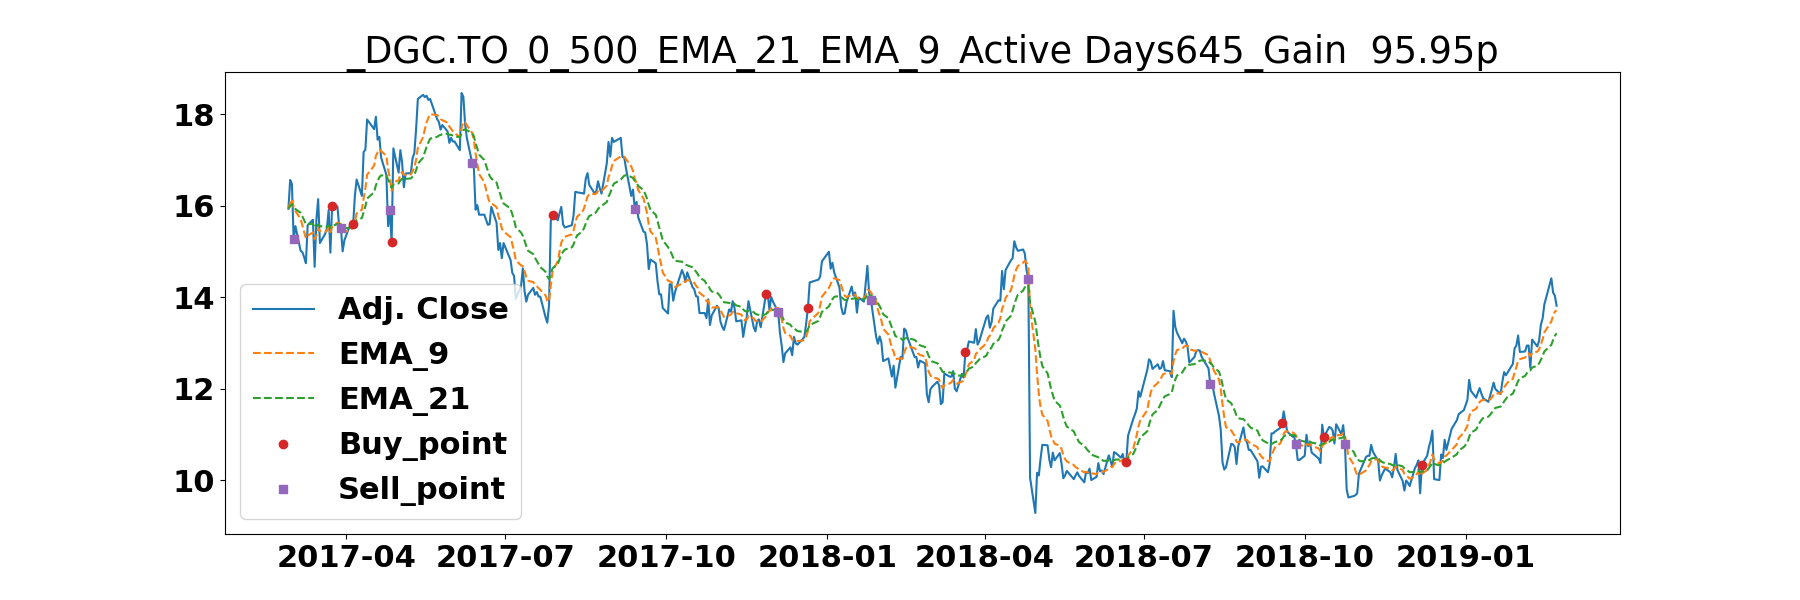 _DGC.TO_0_500_EMA_21_EMA_9_Active Days645_Gain  95.95p
18
16
14
12
10
Adj. Close
EMA_9
EMA_21
Buy_point
Sell_point
2017-04 2017-07 2017-10 2018-01 2018-04 2018-07 2018-10 2019-01